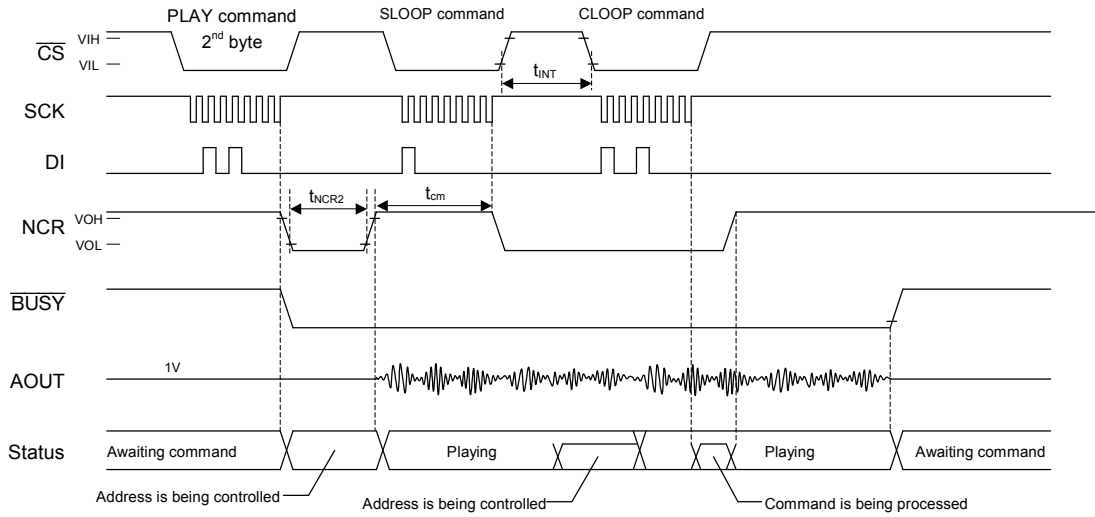 PLAY command
2nd byte
SLOOP command
CLOOP command
CS
VIH
VIL
tINT
SCK
DI
tNCR2
tcm
NCR
VOH
VOL
BUSY
AOUT
1V
Status
Awaiting command
Playing
Playing
Awaiting command
Address is being controlled
Address is being controlled
Command is being processed